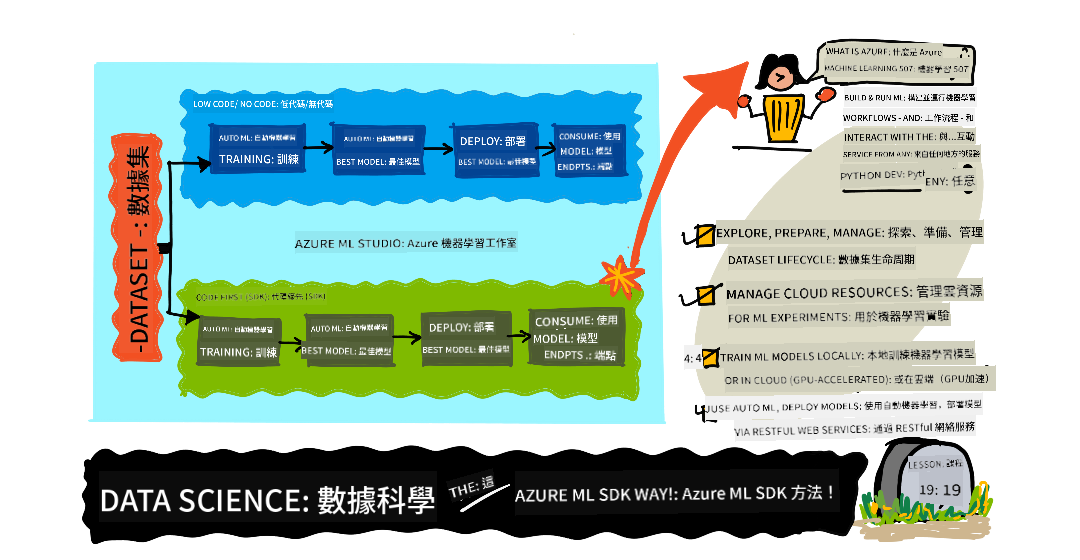 WHAT IS AZURE: 什麼是 Azure
MACHINE LEARNING S07: 機器學習 S07
BUILD & RUN ML: 構建並運行機器學習
WORKFLOWS - AND: 工作流程 - 和
INTERACT WITH THE: 與...互動
SERVICE FROM ANY: 來自任何地方的服務
PYTHON DEV: Pyt
ENY: 任意
LOW CODE/ NO CODE: 低代碼/無代碼
AUTO ML: 自動機器學習
TRAINING: 訓練
AUTO ML: 自動機器學習
BEST MODEL: 最佳模型
DEPLOY: 部署
BEST MODEL: 最佳模型
CONSUME: 使用
MODEL: 模型
ENDPTS.: 端點
-DATASET -: 數據集
AZURE ML STUDIO: Azure 機器學習工作室
CODE FIRST (SDK): 代碼優先 (SDK)
AUTO ML: 自動機器學習
TRAINING: 訓練
AUTO ML: 自動機器學習
BEST MODEL: 最佳模型
DEPLOY: 部署
BEST MODEL: 最佳模型
CONSUME: 使用
MODEL: 模型
ENDPTS .: 端點
EXPLORE, PREPARE, MANAGE: 探索、準備、管理
DATASET LIFECYCLE: 數據集生命周期
MANAGE CLOUD RESOURCES: 管理雲資源
FOR ML EXPERIMENTS: 用於機器學習實驗
4: 4
TRAIN ML MODELS LOCALLY: 本地訓練機器學習模型
OR IN CLOUD (GPU-ACCELERATED): 或在雲端（GPU加速）
USE AUTO ML, DEPLOY MODELS: 使用自動機器學習，部署模型
VIA RESTFUL WEB SERVICES: 通過 RESTful 網絡服務
DATA SCIENCE: 數據科學
THE: 這
AZURE ML SDK WAY!: Azure ML SDK 方法！
LESSON: 課程
19: 19